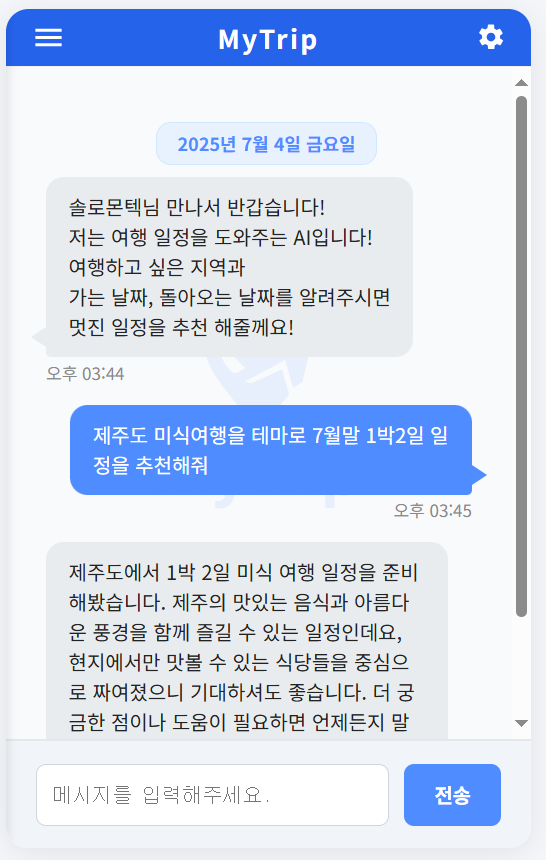 MyTrip
2025년 7월 4일 금요일
솔로몬텍님 만나서 반갑습니다!
저는 여행 일정을 도와주는 AI입니다!
여행하고 싶은 지역과
가는 날짜, 돌아오는 날짜를 알려주시면
멋진 일정을 추천 해줄께요!
오후 03:44
제주도 미식여행을 테마로 7월말 1박2일 일
정을 추천해줘
오후 03:45
제주도에서 1박 2일 미식 여행 일정을 준비
해봤습니다. 제주의 맛있는 음식과 아름다
운 풍경을 함께 즐길 수 있는 일정인데요,
현지에서만 맛볼 수 있는 식당들을 중심으
로 짜여졌으니 기대하셔도 좋습니다. 더 궁
금한 점이나 도움이 필요하면 언제든지 말
메시지를 입력해주세요.
전송